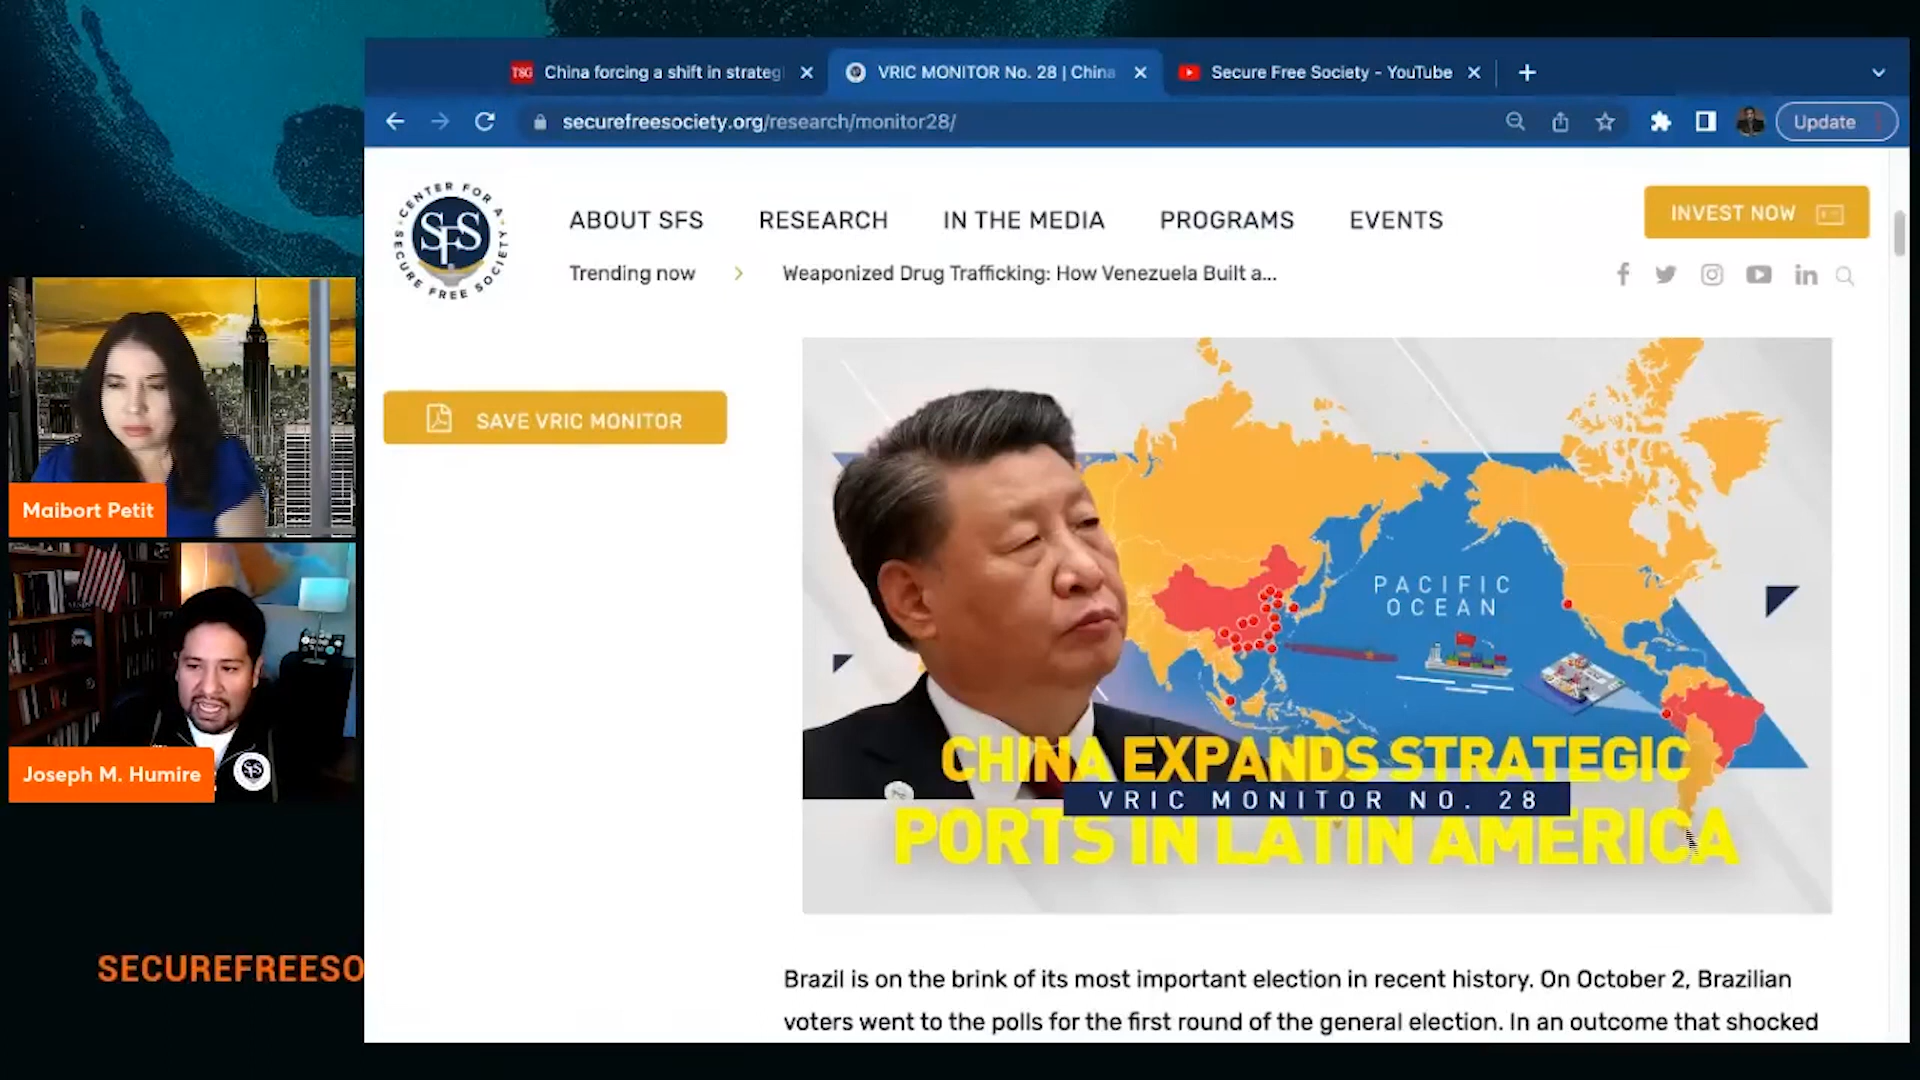 China forcing a shift in strateg
VRIC MONITOR No. 28 | China
Secure Free Society - YouTube
TSG
securefreesociety.org/research/monitor28/
Update
CENTER FOR A SECURE FREE SOCIETY
SFS
ABOUT SFS
RESEARCH
IN THE MEDIA
PROGRAMS
EVENTS
INVEST NOW
Trending now
Weaponized Drug Trafficking: How Venezuela Built a...
SAVE VRIC MONITOR
PACIFIC
OCEAN
CHINA EXPANDS STRATEGIC
VRIC MONITOR NO. 28
PORTS IN LATIN AMERICA
Brazil is on the brink of its most important election in recent history. On October 2, Brazilian
voters went to the polls for the first round of the general election. In an outcome that shocked
Maibort Petit
Joseph M. Humire
SFS
SECUREFREESO